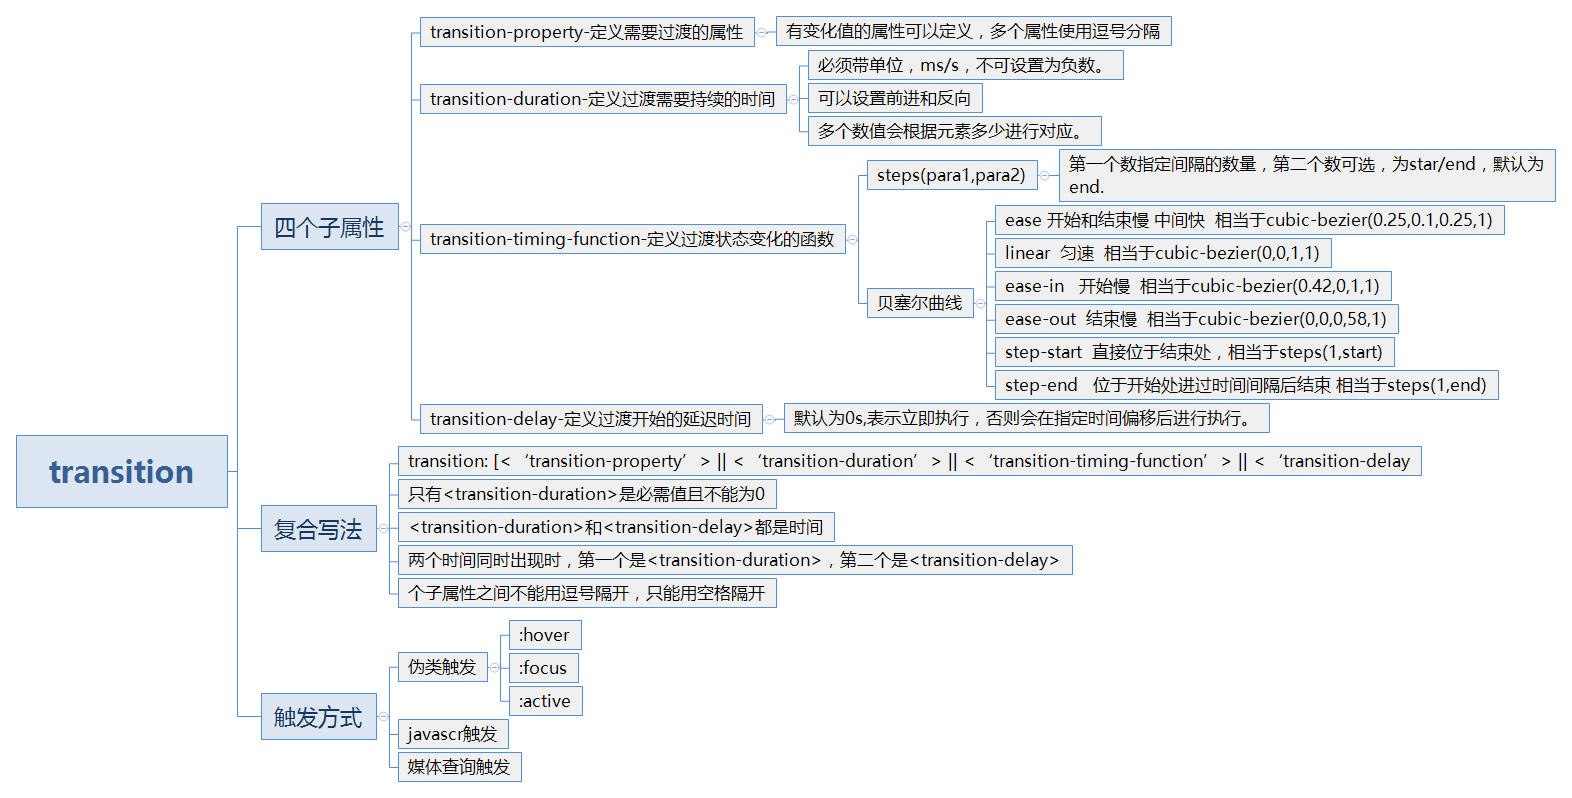 transition
四个子属性
transition-property-定义需要过渡的属性
有变化值的属性可以定义，多个属性使用逗号分隔
transition-duration-定义过渡需要持续的时间
必须带单位，ms/s，不可设置为负数。
可以设置前进和反向
多个数值会根据元素多少进行对应。
transition-timing-function-定义过渡状态变化的函数
steps(para1,para2)
第一个数指定间隔的数量，第二个数可选，为star/end，默认为
end.
贝塞尔曲线
ease 开始和结束慢 中间快  相当于cubic-bezier(0.25,0.1,0.25,1)
linear  匀速  相当于cubic-bezier(0,0,1,1)
ease-in   开始慢  相当于cubic-bezier(0.42,0,1,1)
ease-out  结束慢  相当于cubic-bezier(0,0,0,58,1)
step-start  直接位于结束处，相当于steps(1,start)
step-end   位于开始处进过时间间隔后结束 相当于steps(1,end)
transition-delay-定义过渡开始的延迟时间
默认为0s,表示立即执行，否则会在指定时间偏移后进行执行。
复合写法
transition: [<‘transition-property’> || <‘transition-duration’> || <‘transition-timing-function’> || <‘transition-delay
只有<transition-duration>是必需值且不能为0
<transition-duration>和<transition-delay>都是时间
两个时间同时出现时，第一个是<transition-duration>，第二个是<transition-delay>
个子属性之间不能用逗号隔开，只能用空格隔开
触发方式
伪类触发
:hover
:focus
:active
javascr触发
媒体查询触发